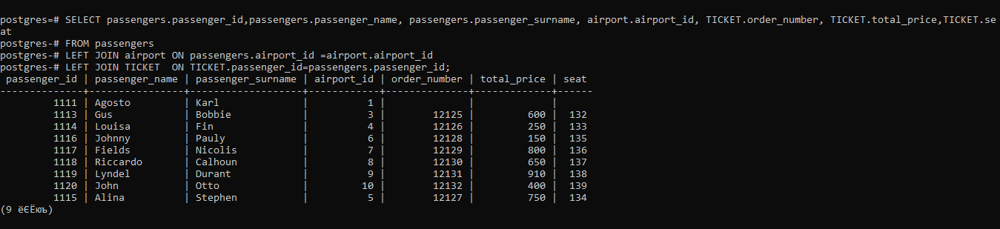 postgres=# SELECT passengers.passenger_id,passengers.passenger_name, passengers.passenger_surname, airport.airport_id, TICKET.order_number, TICKET.total_price,TICKET.se
at
postgres-# FROM passengers
postgres-# LEFT JOIN airport ON passengers.airport_id =airport.airport_id
postgres-# LEFT JOIN TICKET  ON TICKET.passenger_id=passengers.passenger_id;
 passenger_id | passenger_name | passenger_surname | airport_id | order_number | total_price | seat
--------------+----------------+-------------------+------------+--------------+-------------+------
         1111 | Agosto         | Karl              |          1 |              |             |
         1113 | Gus            | Bobbie            |          3 |        12125 |         600 |  132
         1114 | Louisa         | Fin               |          4 |        12126 |         250 |  133
         1116 | Johnny         | Pauly             |          6 |        12128 |         150 |  135
         1117 | Fields         | Nicolis           |          7 |        12129 |         800 |  136
         1118 | Riccardo       | Calhoun           |          8 |        12130 |         650 |  137
         1119 | Lyndel         | Durant            |          9 |        12131 |         910 |  138
         1120 | John           | Otto              |         10 |        12132 |         400 |  139
         1115 | Alina          | Stephen           |          5 |        12127 |         750 |  134
(9 ёЄЁюъ)